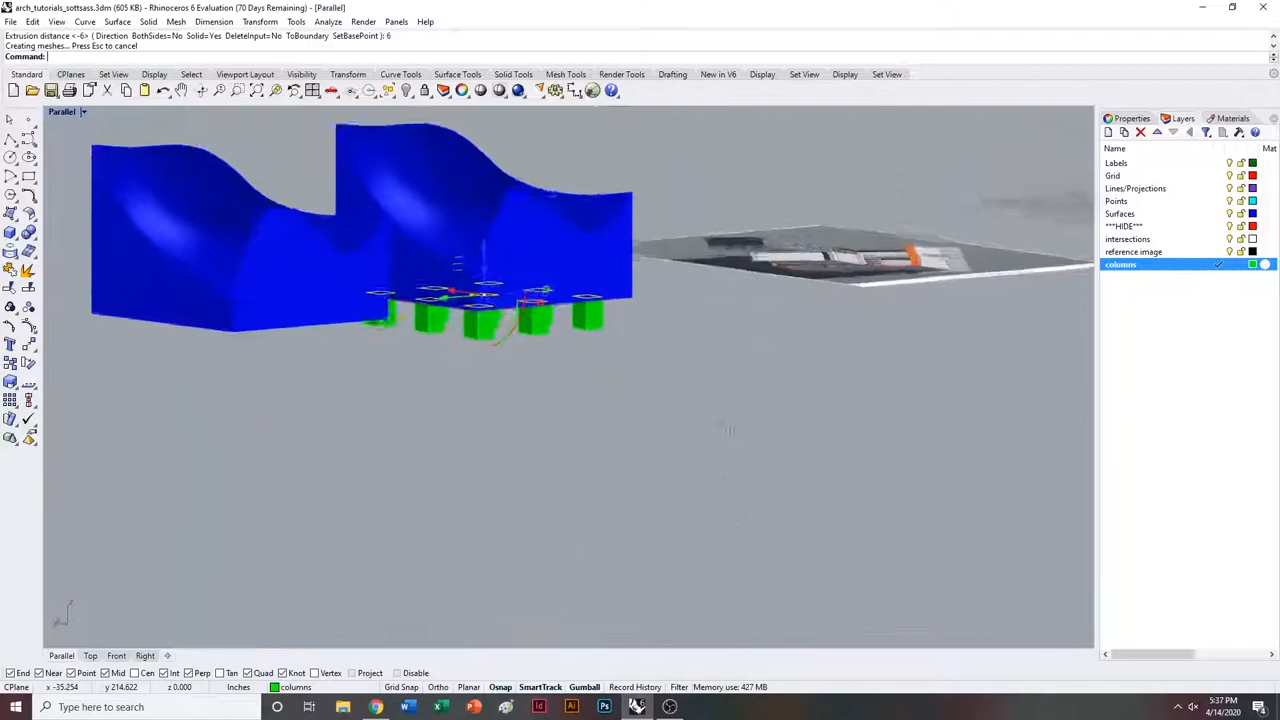 arch_tutorials_sottsass.3dm (605 KB) - Rhinoceros 6 Evaluation (70 Days Remaining) - [Parallel]
File Edit View Curve Surface Solid Mesh Dimension Transform Tools Analyze Render Panels Help
Extrusion distance <-6> ( Direction BothSides=No Solid=Yes DeleteInput=No ToBoundary SetBasePoint ): 6
Creating meshes... Press Esc to cancel
Command:
Standard CPlanes Set View Display Select Viewport Layout Visibility Transform Curve Tools Surface Tools Solid Tools Mesh Tools Render Tools Drafting New in V6 Display Set View Display Set View
Parallel
Properties Layers Materials
Name Mat
Labels
Grid
Lines/Projections
Points
Surfaces
***HIDE***
intersections
reference image
columns
Parallel Top Front Right
End Near Point Mid Cen Int Perp Tan Quad Knot Vertex Project Disable
CPlane x -35.254 y 214.622 z 0.000 Inches columns Grid Snap Ortho Planar Osnap SmartTrack Gumball Record History Filter Memory use: 427 MB
Type here to search
5:37 PM
4/14/2020